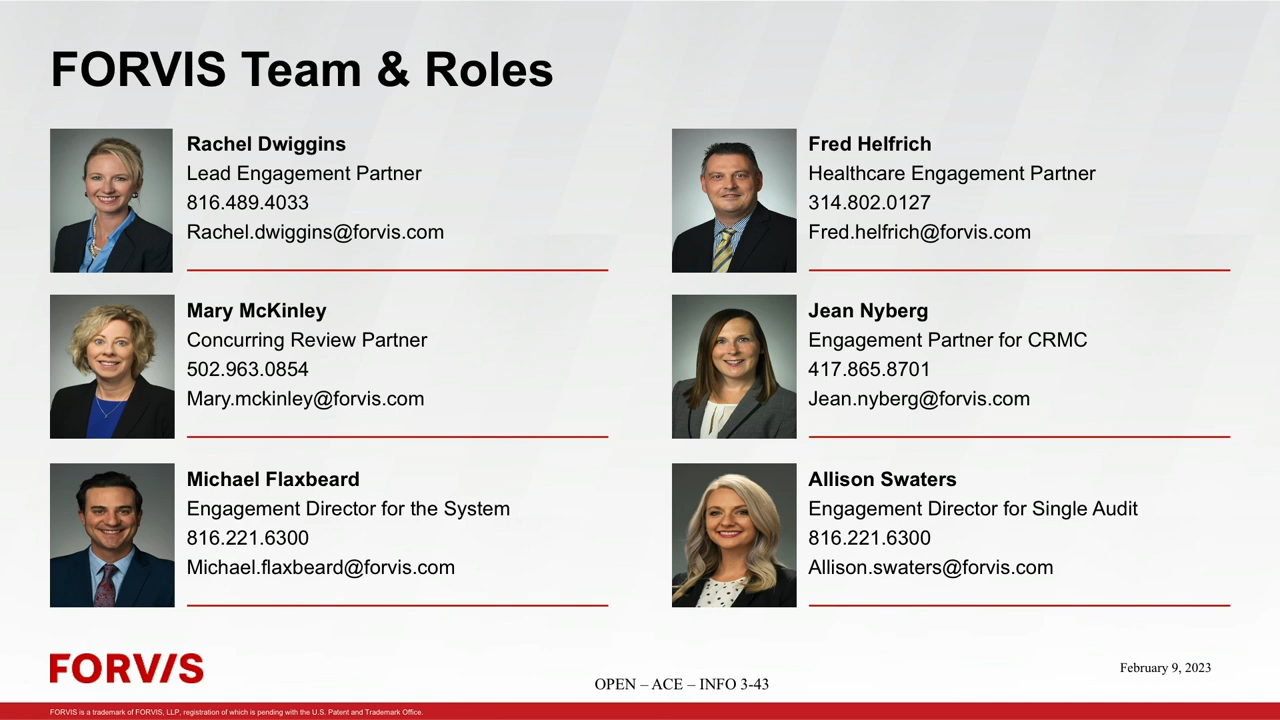 FORVIS Team & Roles
Rachel Dwiggins
Lead Engagement Partner
816.489.4033
Rachel.dwiggins@forvis.com
Fred Helfrich
Healthcare Engagement Partner
314.802.0127
Fred.helfrich@forvis.com
Mary McKinley
Concurring Review Partner
502.963.0854
Mary.mckinley@forvis.com
Jean Nyberg
Engagement Partner for CRMC
417.865.8701
Jean.nyberg@forvis.com
Michael Flaxbeard
Engagement Director for the System
816.221.6300
Michael.flaxbeard@forvis.com
Allison Swaters
Engagement Director for Single Audit
816.221.6300
Allison.swaters@forvis.com
FORVIS
February 9, 2023
OPEN – ACE – INFO 3-43
FORVIS is a trademark of FORVIS, LLP, registration of which is pending with the U.S. Patent and Trademark Office.